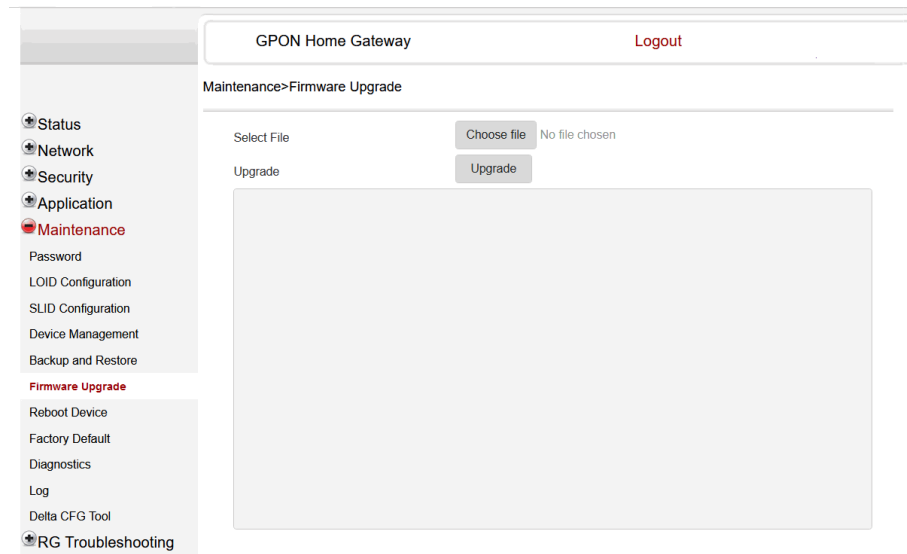 GPON Home Gateway
Logout
Maintenance>Firmware Upgrade
Status
Network
Security
Application
Maintenance
Password
LOID Configuration
SLID Configuration
Device Management
Backup and Restore
Firmware Upgrade
Reboot Device
Factory Default
Diagnostics
Log
Delta CFG Tool
RG Troubleshooting
Select File
Choose file No file chosen
Upgrade
Upgrade